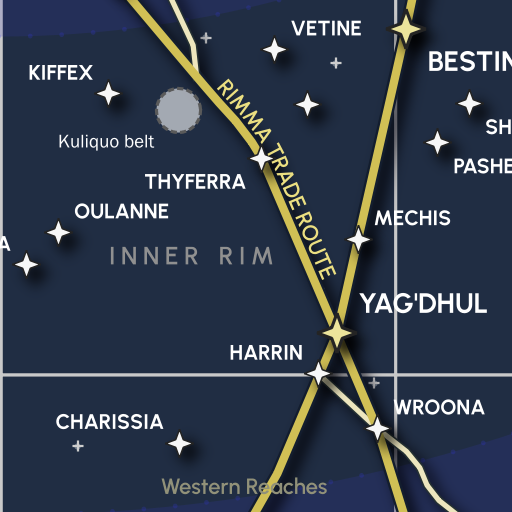 VETINE
BESTIN
KIFFEX
SH
Kuliquo belt
PASHE
THYFERRA
RIMMA TRADE ROUTE
OULANNE
MECHIS
A
INNER RIM
YAG'DHUL
HARRIN
WROONA
CHARISSIA
Western Reaches